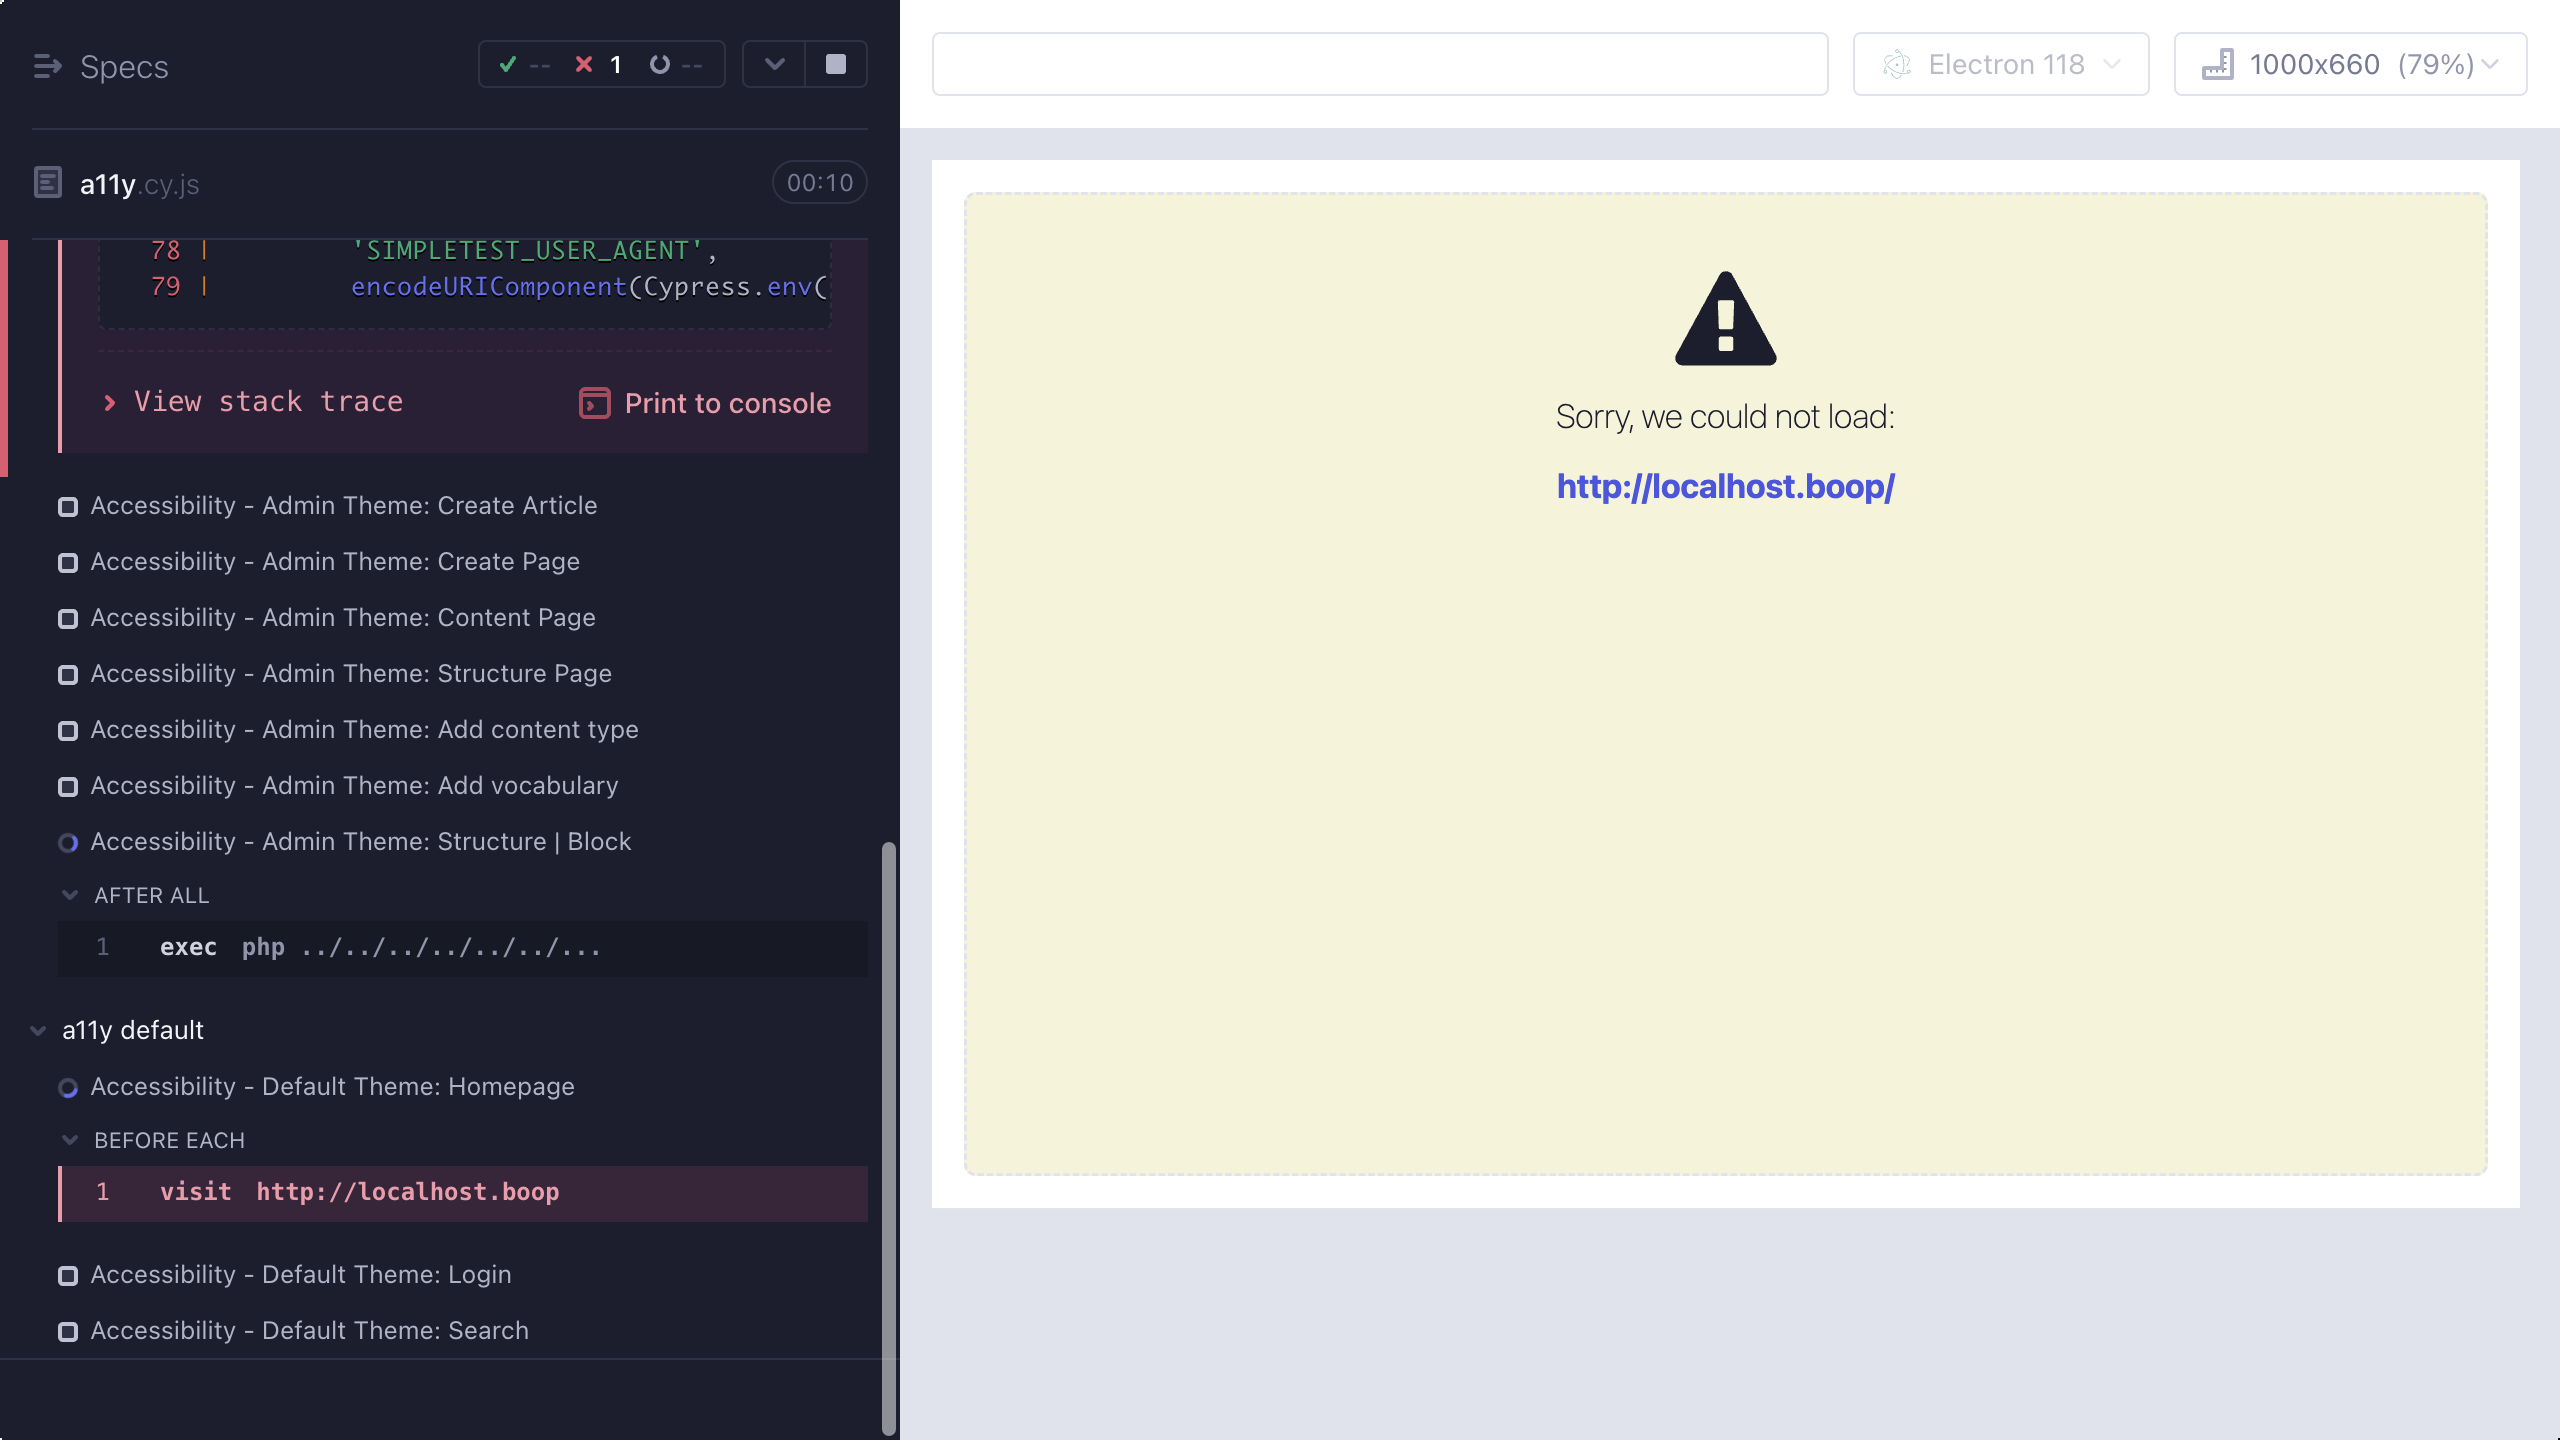 Specs
-- 1 --
a11y.cy.js 00:10
78 | 'SIMPLETEST_USER_AGENT',
79 | encodeURIComponent(Cypress.env(
View stack trace Print to console
Accessibility - Admin Theme: Create Article
Accessibility - Admin Theme: Create Page
Accessibility - Admin Theme: Content Page
Accessibility - Admin Theme: Structure Page
Accessibility - Admin Theme: Add content type
Accessibility - Admin Theme: Add vocabulary
Accessibility - Admin Theme: Structure | Block
AFTER ALL
1 exec php ../../../../../../...
a11y default
Accessibility - Default Theme: Homepage
BEFORE EACH
1 visit http://localhost.boop
Accessibility - Default Theme: Login
Accessibility - Default Theme: Search
Electron 118
1000x660 (79%)
Sorry, we could not load:
http://localhost.boop/